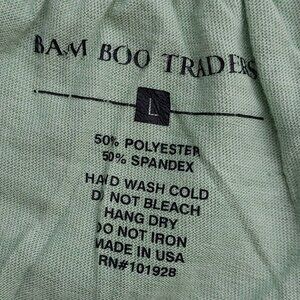 BAM BOO TRADERS
L
50% POLYESTER
50% SPANDEX
HAND WASH COLD
DO NOT BLEACH
HANG DRY
DO NOT IRON
MADE IN USA
RN#101928